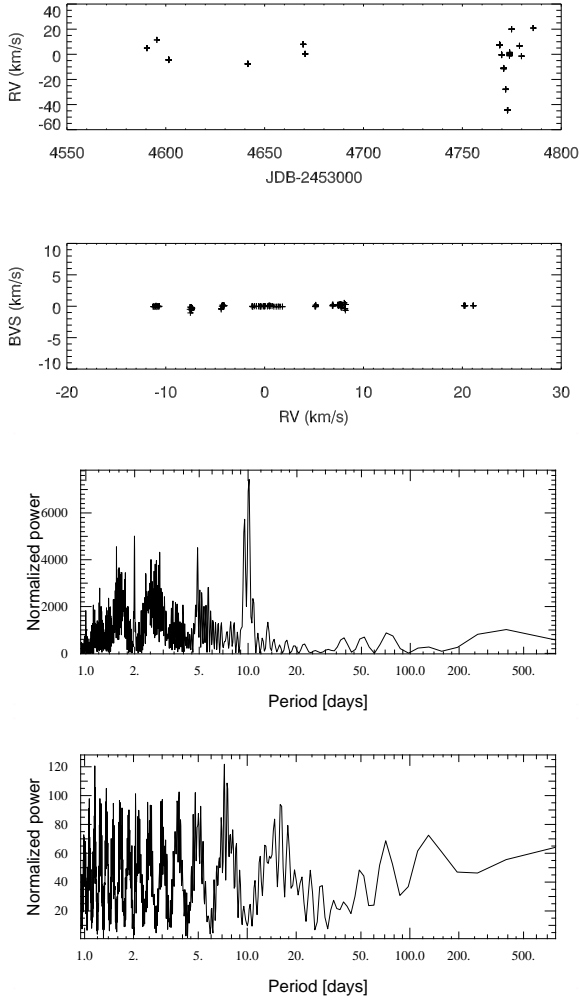 40
20
0
-20
-40
-60
RV (km/s)
4550 4600 4650 4700 4750 4800
JDB-2453000
10
5
0
-5
-10
BVS (km/s)
-20 -10 0 10 20 30
RV (km/s)
6000
4000
2000
0
Normalized power
1.0 2. 5. 10.0 20. 50. 100.0 200. 500.
Period [days]
120
100
80
60
40
20
Normalized power
1.0 2. 5. 10.0 20. 50. 100.0 200. 500.
Period [days]